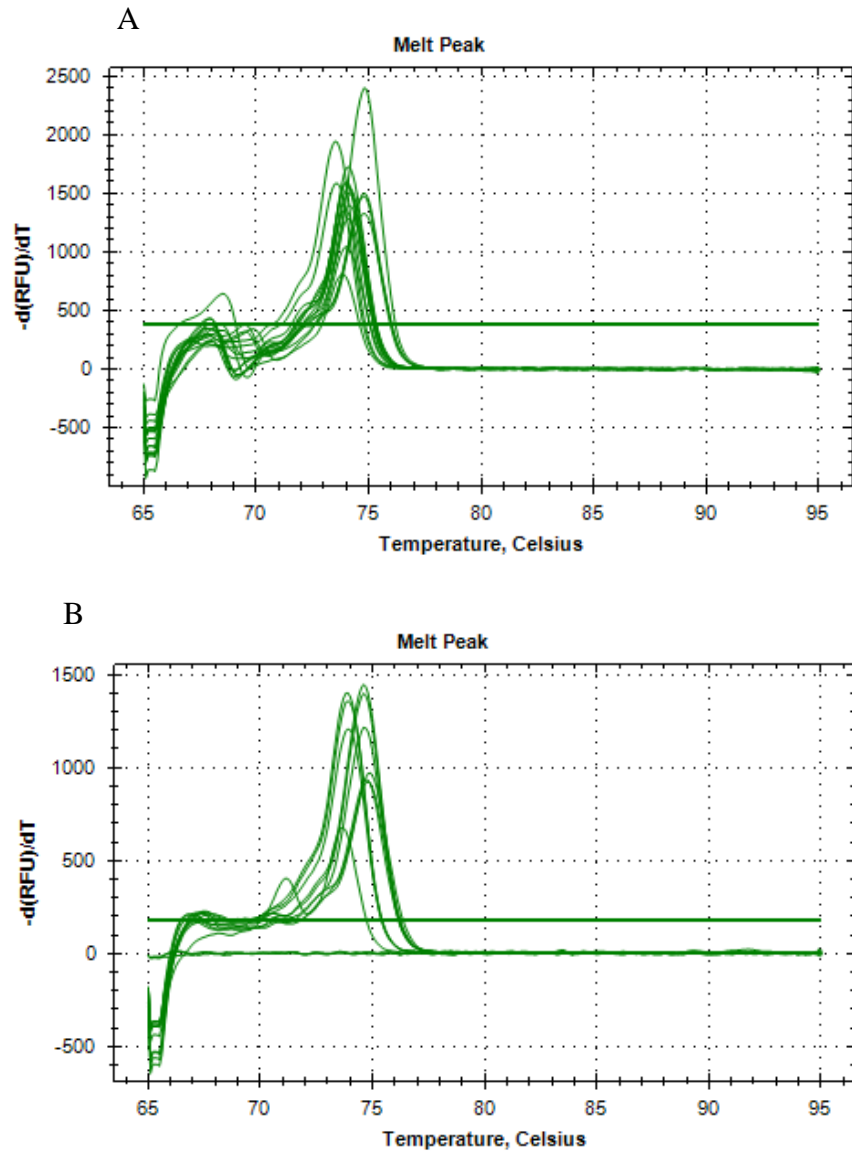 A
Melt Peak
2500
2000
1500
1000
500
0
-500
-d(RFU)/dT
65 70 75 80 85 90 95
Temperature, Celsius
B
Melt Peak
1500
1000
500
0
-500
-d(RFU)/dT
65 70 75 80 85 90 95
Temperature, Celsius